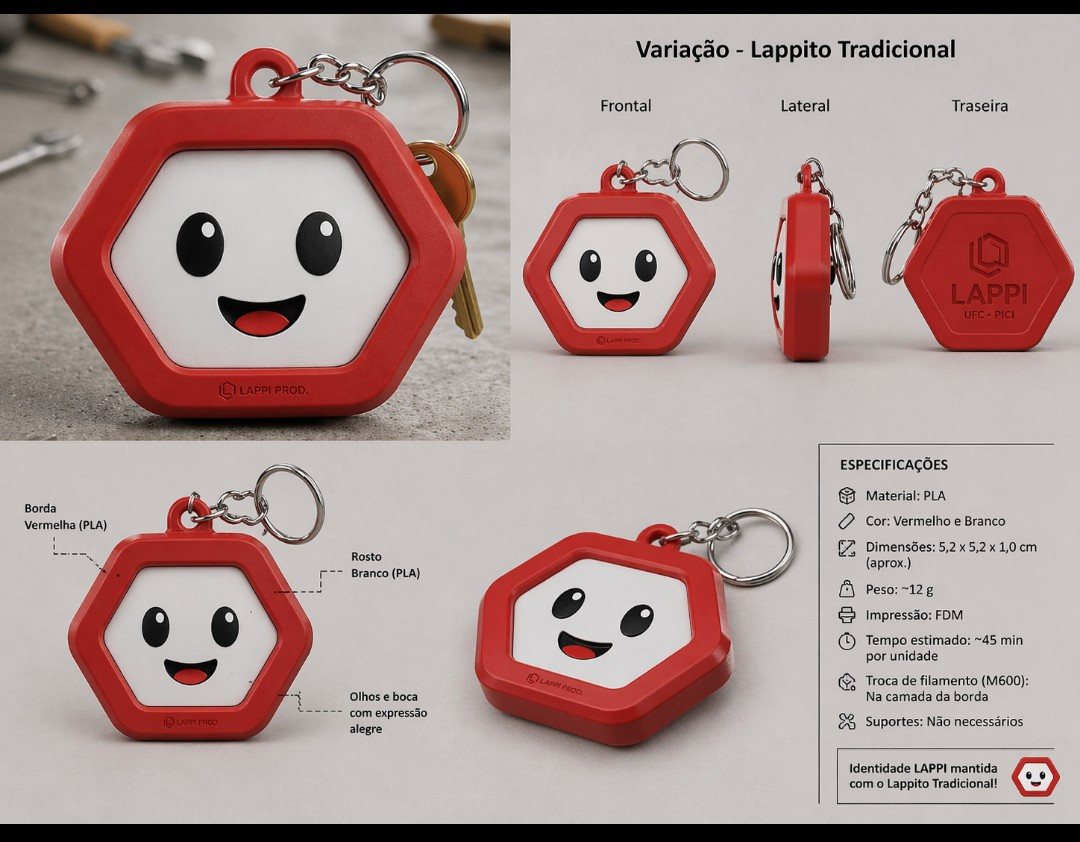 Variação - Lappito Tradicional
Frontal
Lateral
Traseira
LAPPI PROD.
LAPPI PROD.
LAPPI
UFC • PICI
Borda
Vermelha (PLA)
Rosto
Branco (PLA)
Olhos e boca
com expressão
alegre
LAPPI PROD.
LAPPI PROD.
ESPECIFICAÇÕES
Material: PLA
Cor: Vermelho e Branco
Dimensões: 5,2 x 5,2 x 1,0 cm
(aprox.)
Peso: ~12 g
Impressão: FDM
Tempo estimado: ~45 min
por unidade
Troca de filamento (M600):
Na camada da borda
Suportes: Não necessários
Identidade LAPPI mantida
com o Lappito Tradicional!